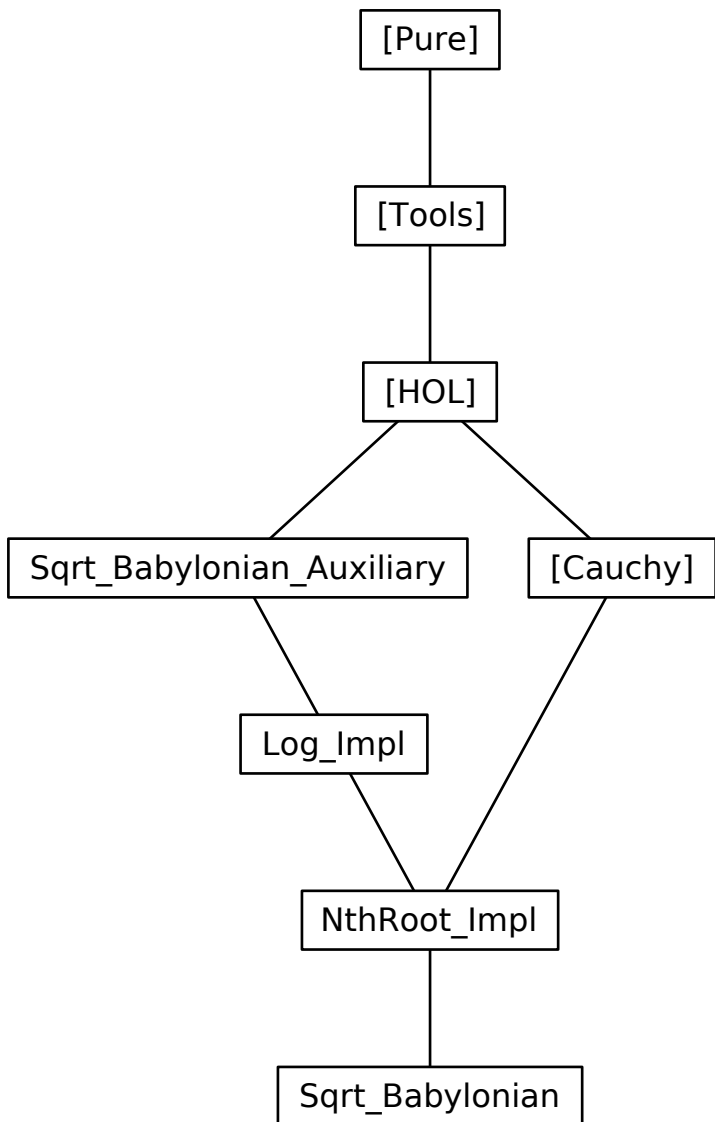 [Pure]
[Tools]
[HOL]
Sqrt_Babylonian_Auxiliary
[Cauchy]
Log_Impl
NthRoot_Impl
Sqrt_Babylonian